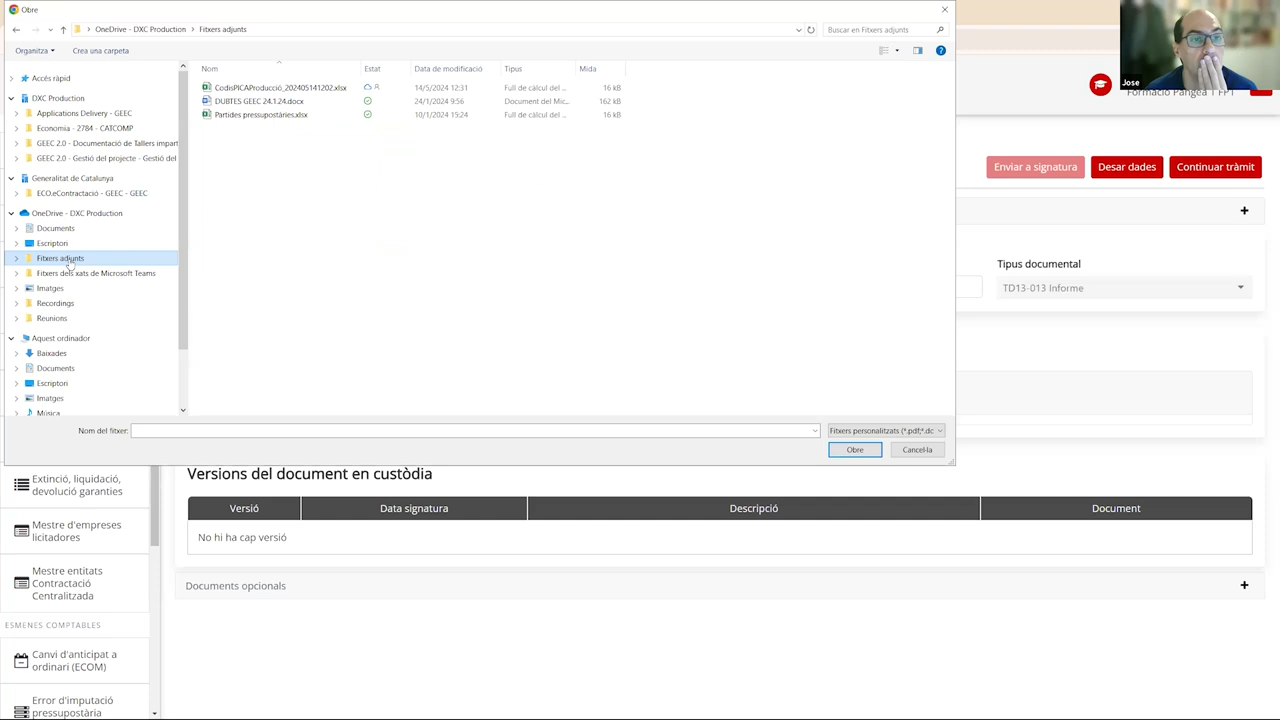 Obre
OneDrive - DXC Production > Fitxers adjunts
Buscar en Fitxers adjunts
Organitza
Crea una carpeta
Accés ràpid
DXC Production
Applications Delivery - GEEC
Economia - 2784 - CATCOMP
GEEC 2.0 - Documentació de Tallers impart
GEEC 2.0 - Gestió del projecte - Gestió del
Generalitat de Catalunya
ECO.eContractació - GEEC - GEEC
OneDrive - DXC Production
Documents
Escriptori
Fitxers adjunts
Fitxers dels xats de Microsoft Teams
Imatges
Recordings
Reunions
Aquest ordinador
Baixades
Documents
Escriptori
Imatges
Música
Nom Estat Data de modificació Tipus Mida
CodisPICAProducció_202405141202.xlsx 14/5/2024 12:31 Full de càlcul del ... 16 kB
DUBTES GEEC 24.1.24.docx 24/1/2024 9:56 Document del Mic... 162 kB
Partides pressupostàries.xlsx 10/1/2024 15:24 Full de càlcul del ... 16 kB
Nom del fitxer:
Fitxers personalitzats (*.pdf;*.dc
Obre
Cancel·la
Jose
Formació Pangea 1 FP1
Enviar a signatura
Desar dades
Continuar tràmit
+
Tipus documental
TD13-013 Informe
Extinció, liquidació,
devolució garanties
Mestre d'empreses
licitadores
Mestre entitats
Contractació
Centralitzada
ESMENES COMPTABLES
Canvi d'anticipat a
ordinari (ECOM)
Error d'imputació
pressupostària
Versions del document en custòdia
Versió Data signatura Descripció Document
No hi ha cap versió
Documents opcionals
+